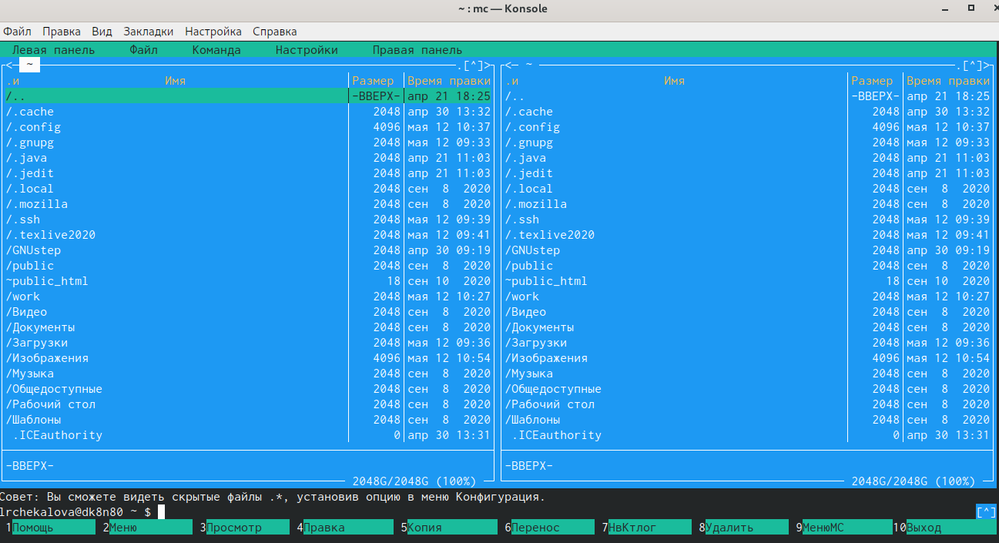 ~ : mc — Konsole
Файл Правка Вид Закладки Настройка Справка
Левая панель Файл Команда Настройки Правая панель
<─ ~ ─.[^]> <─ ~ ─.[^]>
.и Имя Размер Время правки .и Имя Размер Время правки
/.. -ВВЕРХ- апр 21 18:25 /.. -ВВЕРХ- апр 21 18:25
/.cache 2048 апр 30 13:32 /.cache 2048 апр 30 13:32
/.config 4096 мая 12 10:37 /.config 4096 мая 12 10:37
/.gnupg 2048 мая 12 09:33 /.gnupg 2048 мая 12 09:33
/.java 2048 апр 21 11:03 /.java 2048 апр 21 11:03
/.jedit 2048 апр 21 11:03 /.jedit 2048 апр 21 11:03
/.local 2048 сен 8 2020 /.local 2048 сен 8 2020
/.mozilla 2048 сен 8 2020 /.mozilla 2048 сен 8 2020
/.ssh 2048 мая 12 09:39 /.ssh 2048 мая 12 09:39
/.texlive2020 2048 мая 12 09:41 /.texlive2020 2048 мая 12 09:41
/GNUstep 2048 апр 30 09:19 /GNUstep 2048 апр 30 09:19
/public 2048 сен 8 2020 /public 2048 сен 8 2020
~public_html 18 сен 10 2020 ~public_html 18 сен 10 2020
/work 2048 мая 12 10:27 /work 2048 мая 12 10:27
/Видео 2048 сен 8 2020 /Видео 2048 сен 8 2020
/Документы 2048 сен 8 2020 /Документы 2048 сен 8 2020
/Загрузки 2048 мая 12 09:36 /Загрузки 2048 мая 12 09:36
/Изображения 4096 мая 12 10:54 /Изображения 4096 мая 12 10:54
/Музыка 2048 сен 8 2020 /Музыка 2048 сен 8 2020
/Общедоступные 2048 сен 8 2020 /Общедоступные 2048 сен 8 2020
/Рабочий стол 2048 сен 8 2020 /Рабочий стол 2048 сен 8 2020
/Шаблоны 2048 сен 8 2020 /Шаблоны 2048 сен 8 2020
.ICEauthority 0 апр 30 13:31 .ICEauthority 0 апр 30 13:31
-ВВЕРХ- -ВВЕРХ-
2048G/2048G (100%) 2048G/2048G (100%)
Совет: Вы сможете видеть скрытые файлы .*, установив опцию в меню Конфигурация.
lrchekalova@dk8n80 ~ $ [^]
1Помощь 2Меню 3Просмотр 4Правка 5Копия 6Перенос 7НвКтлог 8Удалить 9МенюМС 10Выход